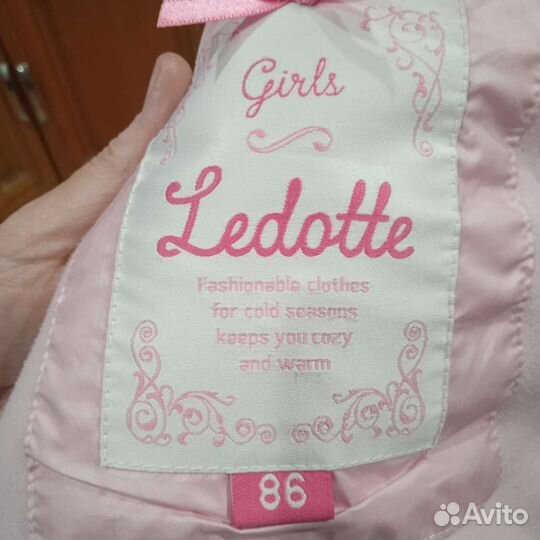 Girls
Ledotte
Fashionable clothes
for cold seasons
keeps you cozy
and warm
86
Avito